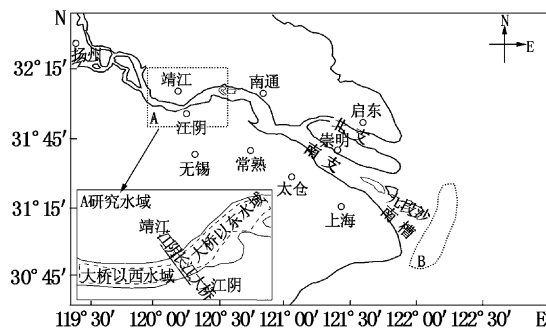 N
N
E
扬州
32°15′
靖江
南通
启东
A
江阴
北支
崇明
31°45′
无锡
常熟
南支
太仓
九段沙
31°15′
A研究水域
上海
南槽
靖江
大桥以东水域
江阴长江大桥
B
30°45′
大桥以西水域
江阴
119°30′ 120°00′ 120°30′ 121°00′ 121°30′ 122°00′ 122°30′ E